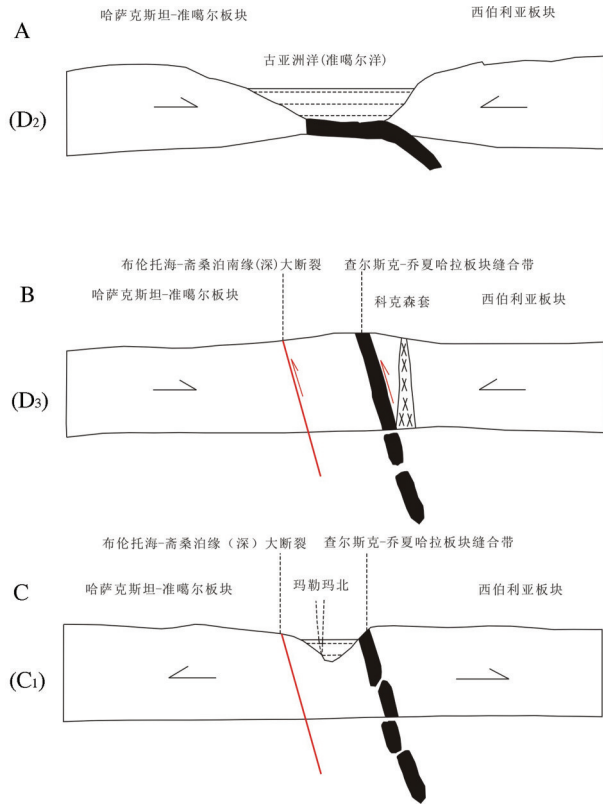 A
哈萨克斯坦-准噶尔板块
西伯利亚板块
古亚洲洋(准噶尔洋)
(D2)
布伦托海-斋桑泊南缘(深)大断裂
查尔斯克-乔夏哈拉板块缝合带
B
哈萨克斯坦-准噶尔板块
科克森套
西伯利亚板块
(D3)
布伦托海-斋桑泊缘（深）大断裂
查尔斯克-乔夏哈拉板块缝合带
C
哈萨克斯坦-准噶尔板块
玛勒玛北
西伯利亚板块
(C1)